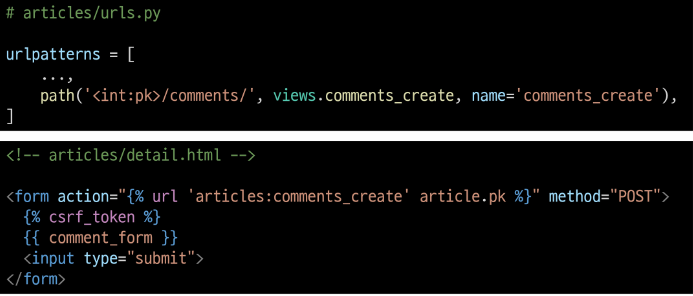 # articles/urls.py
urlpatterns = [
    ...,
    path('<int:pk>/comments/', views.comments_create, name='comments_create'),
]
<!-- articles/detail.html -->
<form action="{% url 'articles:comments_create' article.pk %}" method="POST">
  {% csrf_token %}
  {{ comment_form }}
  <input type="submit">
</form>